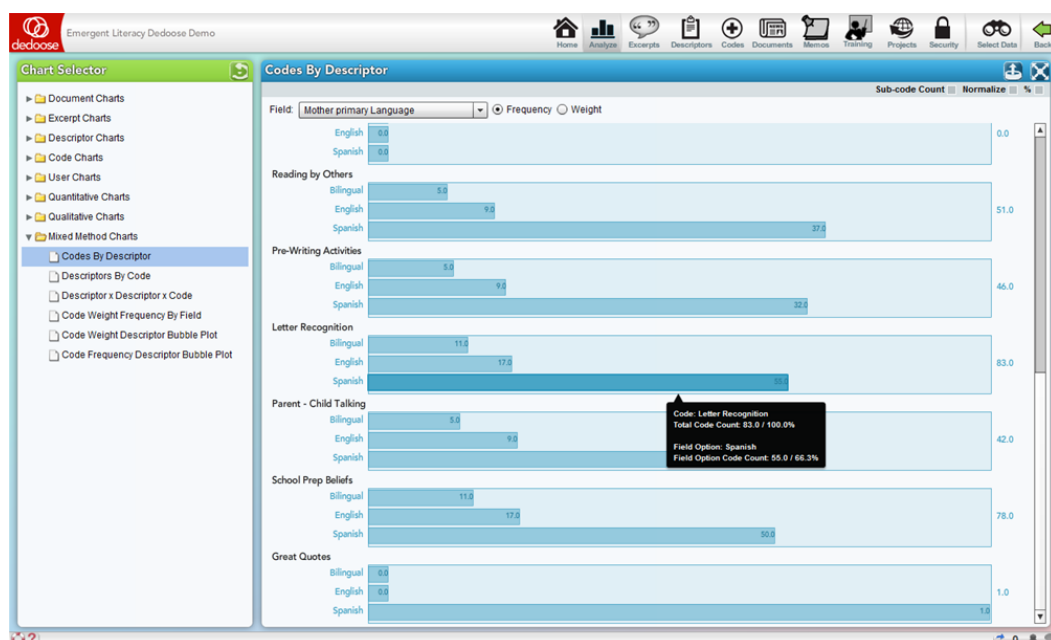 dedoose
Emergent Literacy Dedoose Demo
Home Analyze Excerpts Descriptors Codes Documents Memos Training Projects Security Select Data Back
Chart Selector
Document Charts
Excerpt Charts
Descriptor Charts
Code Charts
User Charts
Quantitative Charts
Qualitative Charts
Mixed Method Charts
Codes By Descriptor
Descriptors By Code
Descriptor x Descriptor x Code
Code Weight Frequency By Field
Code Weight Descriptor Bubble Plot
Code Frequency Descriptor Bubble Plot
Codes By Descriptor
Sub-code Count Normalize %
Field: Mother primary Language Frequency Weight
English 0.0 0.0
Spanish 0.0
Reading by Others
Bilingual 5.0
English 9.0 51.0
Spanish 37.0
Pre-Writing Activities
Bilingual 5.0
English 9.0 46.0
Spanish 32.0
Letter Recognition
Bilingual 11.0
English 17.0 83.0
Spanish 55.0
Parent - Child Talking
Bilingual 5.0
English 9.0 42.0
Spanish
Code: Letter Recognition
Total Code Count: 83.0 / 100.0%
Field Option: Spanish
Field Option Code Count: 55.0 / 66.3%
School Prep Beliefs
Bilingual 11.0
English 17.0 78.0
Spanish 50.0
Great Quotes
Bilingual 0.0
English 0.0 1.0
Spanish 1.0
?
0